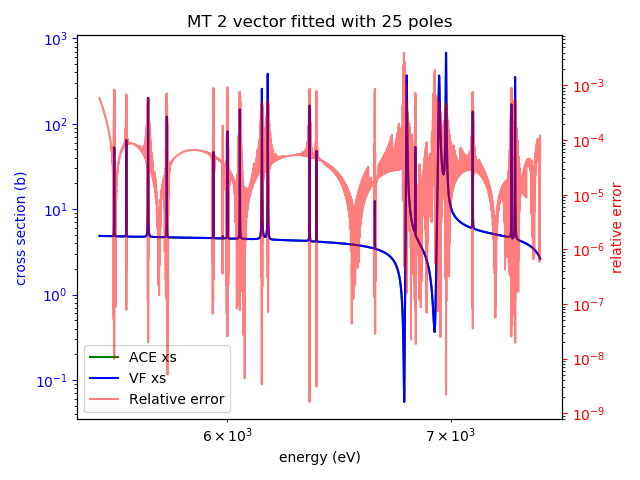 MT 2 vector fitted with 25 poles
10³
10²
10¹
10⁰
10⁻¹
cross section (b)
10⁻³
10⁻⁴
10⁻⁵
10⁻⁶
10⁻⁷
10⁻⁸
10⁻⁹
relative error
ACE xs
VF xs
Relative error
6 × 10³
7 × 10³
energy (eV)